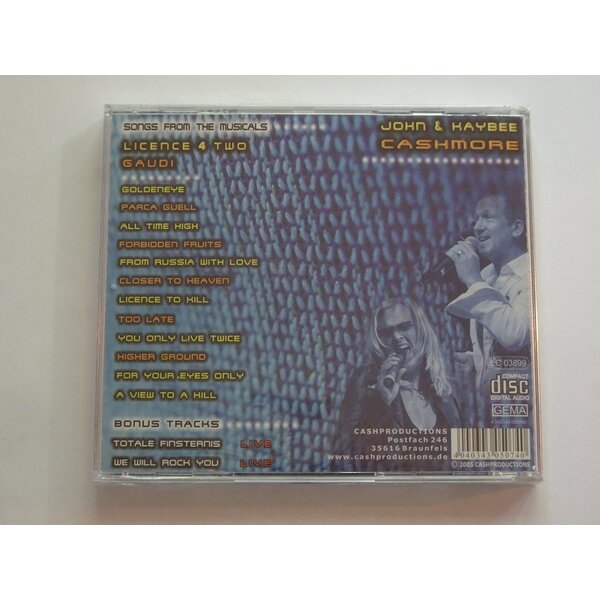 SONGS FROM THE MUSICALS
LICENCE 4 TWO
GAUDI
GOLDENEYE
PARCA GUELL
ALL TIME HIGH
FORBIDDEN FRUITS
FROM RUSSIA WITH LOVE
CLOSER TO HEAVEN
LICENCE TO KILL
TOO LATE
YOU ONLY LIVE TWICE
HIGHER GROUND
FOR YOUR EYES ONLY
A VIEW TO A KILL
BONUS TRACKS
TOTALE FINSTERNIS LIVE
WE WILL ROCK YOU LIVE
JOHN & KAYBEE
CASHMORE
LC 03899
COMPACT
disc
DIGITAL AUDIO
GEMA
CASHPRODUCTIONS
Postfach 246
35616 Braunfels
www.cashproductions.de
4 040343 050740
© 2005 CASHPRODUCTIONS